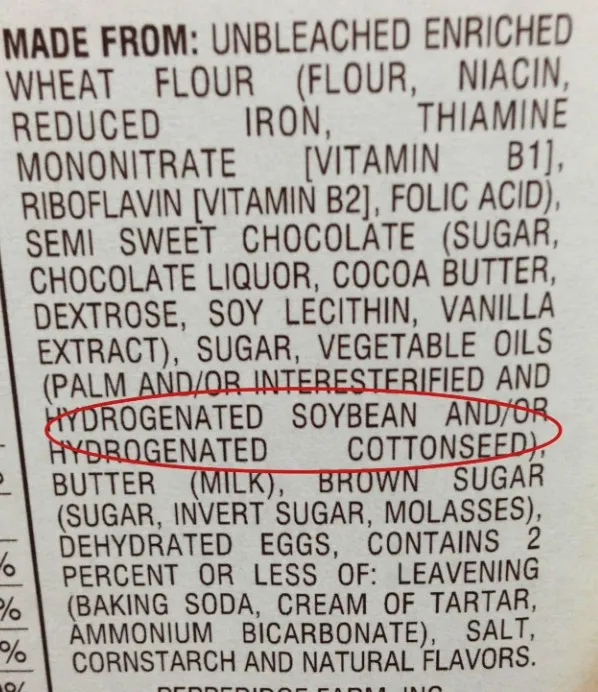 MADE FROM: UNBLEACHED ENRICHED
WHEAT FLOUR (FLOUR, NIACIN,
REDUCED IRON, THIAMINE
MONONITRATE [VITAMIN B1],
RIBOFLAVIN [VITAMIN B2], FOLIC ACID),
SEMI SWEET CHOCOLATE (SUGAR,
CHOCOLATE LIQUOR, COCOA BUTTER,
DEXTROSE, SOY LECITHIN, VANILLA
EXTRACT), SUGAR, VEGETABLE OILS
(PALM AND/OR INTERESTERIFIED AND
HYDROGENATED SOYBEAN AND/OR
HYDROGENATED COTTONSEED),
BUTTER (MILK), BROWN SUGAR
(SUGAR, INVERT SUGAR, MOLASSES),
DEHYDRATED EGGS, CONTAINS 2
PERCENT OR LESS OF: LEAVENING
(BAKING SODA, CREAM OF TARTAR,
AMMONIUM BICARBONATE), SALT,
CORNSTARCH AND NATURAL FLAVORS.
PEPPERIDGE FARM, INC.